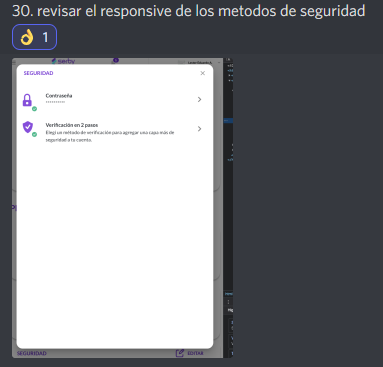 30. revisar el responsive de los metodos de seguridad
1
serby
SEGURIDAD
Contraseña
**********
Verificación en 2 pasos
Elegí un método de verificación para agregar una capa más de
seguridad a tu cuenta.
SEGURIDAD
EDITAR